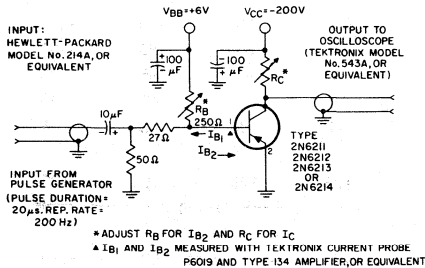 INPUT:
HEWLETT-PACKARD
MODEL No. 214A, OR
EQUIVALENT
VBB=+6V
VCC=-200V
OUTPUT TO
OSCILLOSCOPE
(TEKTRONIX MODEL
No. 543A, OR
EQUIVALENT)
+ 100
- μF
- 100
+ μF
RB*
250Ω
RC*
10μF
- +
27Ω
50Ω
IB1 ▲
IB2
1
3
2
TYPE
2N6211
2N6212
2N6213
OR
2N6214
INPUT FROM
PULSE GENERATOR
(PULSE DURATION=
20μs. REP. RATE=
200 Hz)
* ADJUST RB FOR IB2 AND RC FOR IC
▲ IB1 AND IB2 MEASURED WITH TEKTRONIX CURRENT PROBE
P6019 AND TYPE 134 AMPLIFIER, OR EQUIVALENT